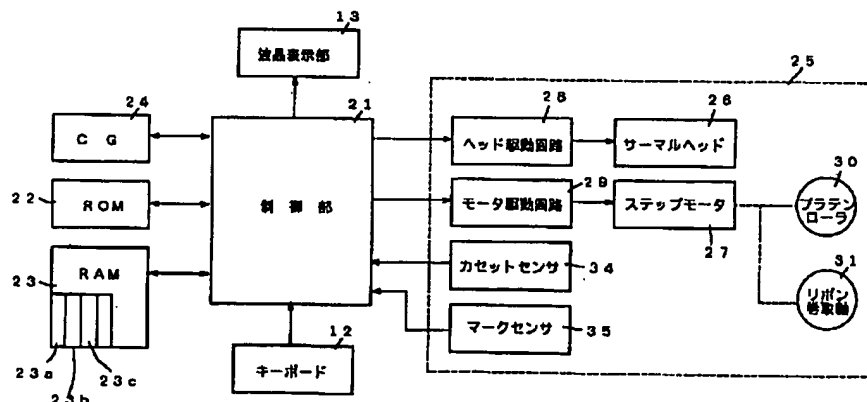 13
液晶表示部
25
24
21
28
26
CG
ヘッド駆動回路
サーマルヘッド
30
22
ROM
制御部
29
プラテン
ローラ
モータ駆動回路
ステップモータ
27
23
RAM
カセットセンサ
34
31
リボン
巻取軸
マークセンサ
35
12
23a
23c
キーボード
23b